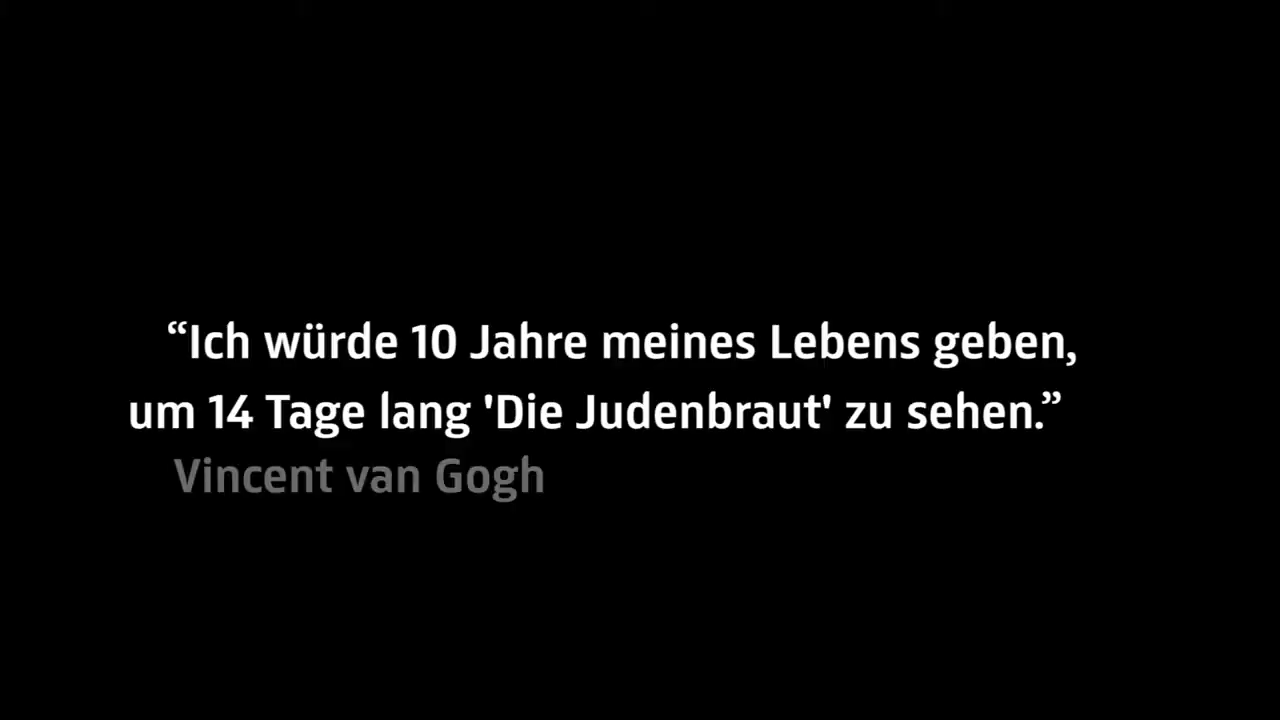 “Ich würde 10 Jahre meines Lebens geben,
um 14 Tage lang 'Die Judenbraut' zu sehen.”
Vincent van Gogh